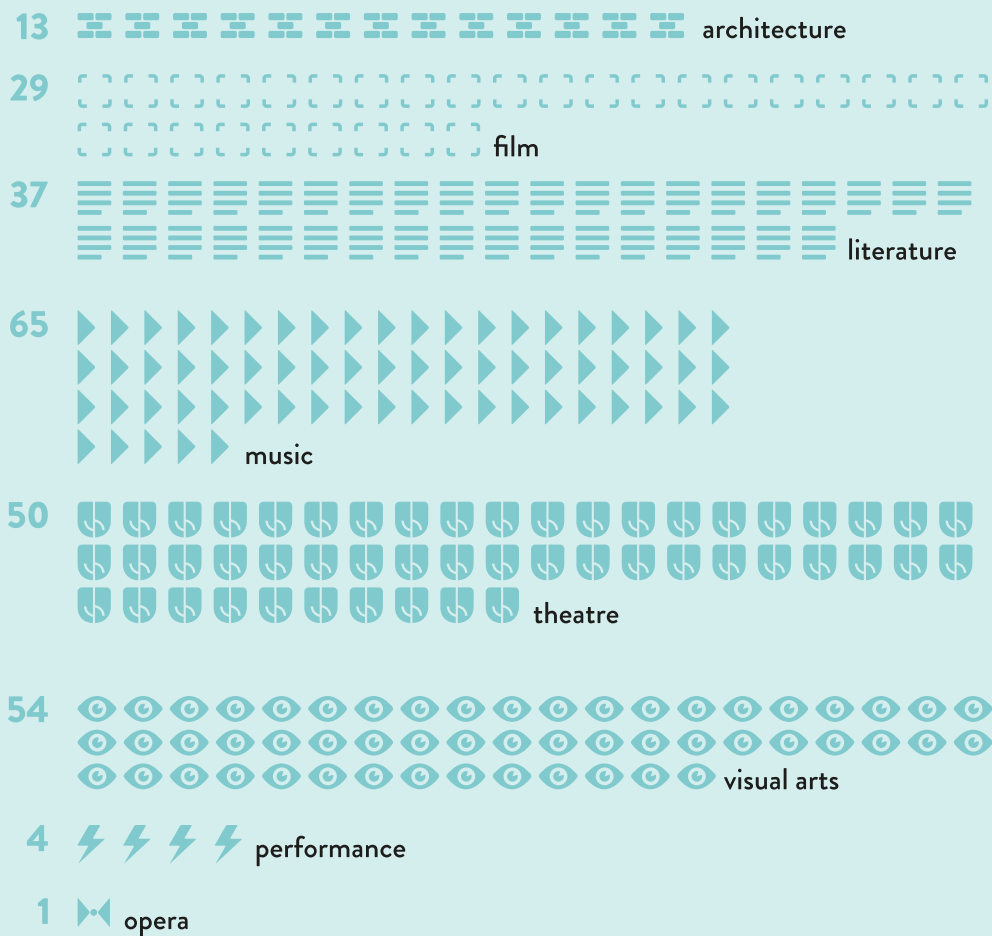 13 architecture
29
film
37
literature
65
music
50
theatre
54
visual arts
4 performance
1 opera